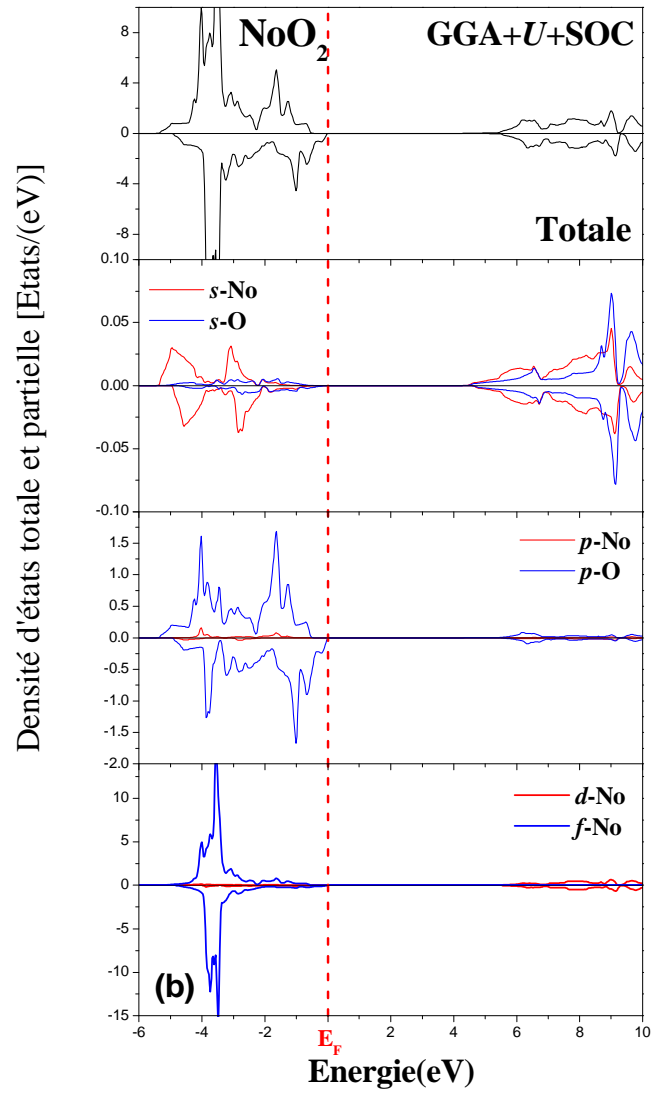 NoO2
GGA+U+SOC
Totale
Densité d'états totale et partielle [Etats/(eV)]
8
4
0
-4
-8
s-No
s-O
0.10
0.05
0.00
-0.05
-0.10
p-No
p-O
1.5
1.0
0.5
0.0
-0.5
-1.0
-1.5
-2.0
d-No
f-No
10
5
0
-5
-10
-15
(b)
-6
-4
-2
EF
2
4
6
8
10
Energie(eV)